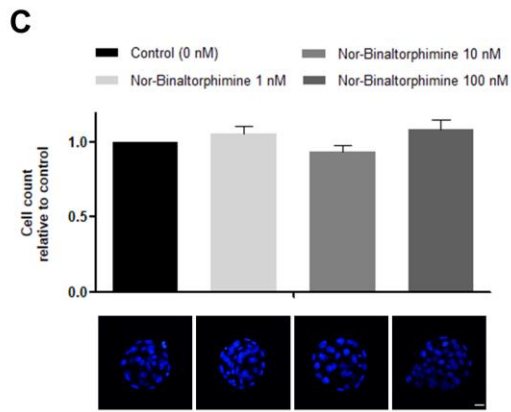 C
Control (0 nM)
Nor-Binaltorphimine 10 nM
Nor-Binaltorphimine 1 nM
Nor-Binaltorphimine 100 nM
Cell count
relative to control
1.0
0.5
0.0